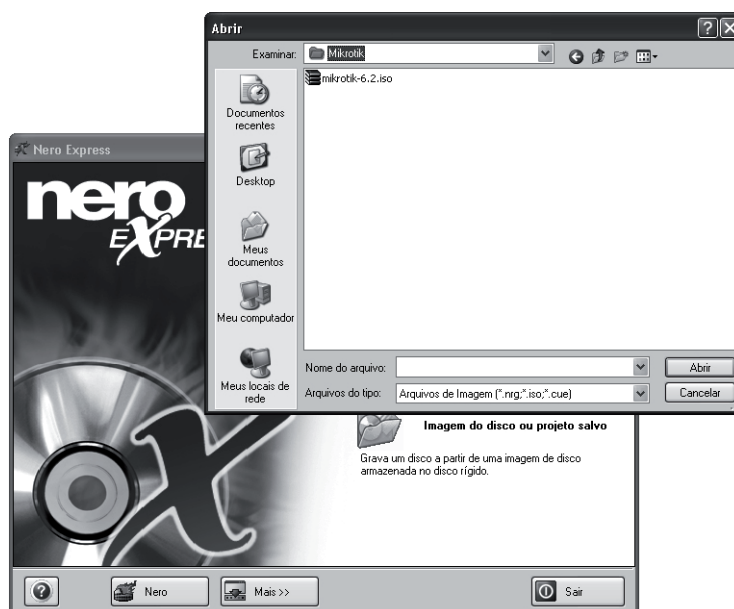 Abrir
Examinar:
Mikrotik
mikrotik-6.2.iso
Documentos
recentes
Desktop
Meus
documentos
Meu computador
Meus locais de
rede
Nome do arquivo:
Abrir
Arquivos do tipo:
Arquivos de Imagem (*.nrg;*.iso;*.cue)
Cancelar
Nero Express
nero
EXPRE
Imagem do disco ou projeto salvo
Grava um disco a partir de uma imagem de disco
armazenada no disco rígido.
Nero
Mais >>
Sair